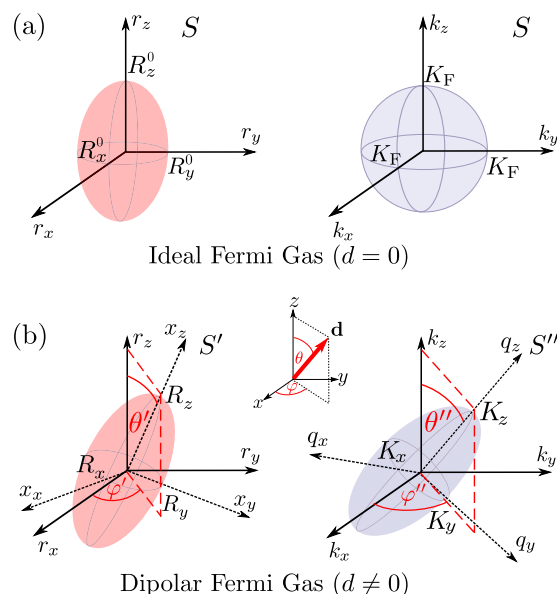 (a)
r_z
S
R_z^0
R_x^0
R_y^0
r_y
r_x
k_z
S
K_F
K_F
K_F
k_y
k_x
Ideal Fermi Gas (d = 0)
(b)
r_z
x_z
S′
R_z
θ′
r_y
R_x
R_y
φ′
x_x
x_y
r_x
z
d
θ
y
φ
x
k_z
q_z
S″
K_z
θ″
q_x
K_x
k_y
φ″
K_y
k_x
q_y
Dipolar Fermi Gas (d ≠ 0)